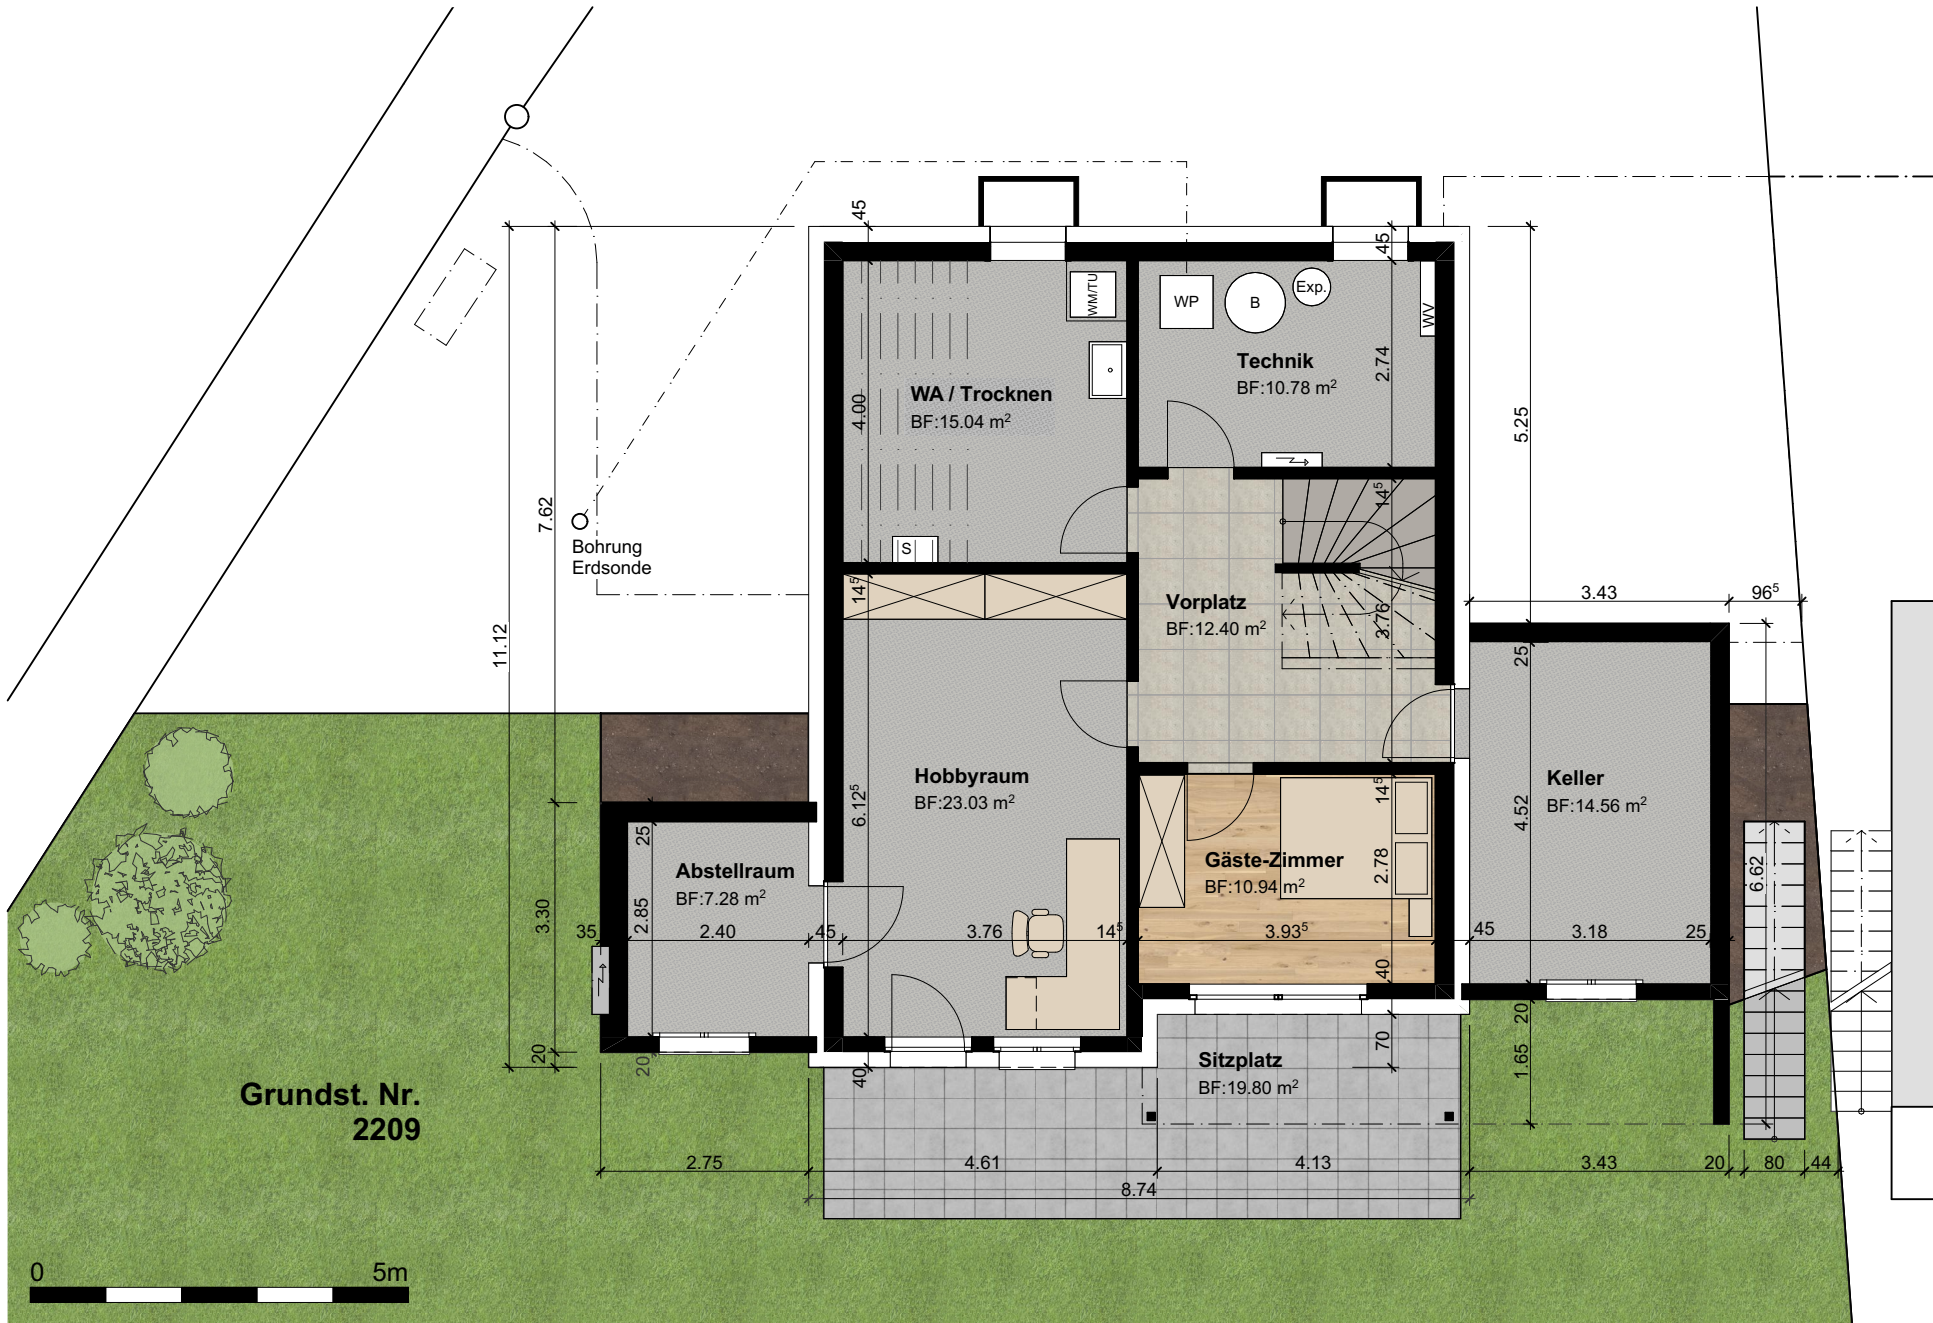 45
45
WM/TU
WP
B
Exp.
WV
Technik
BF:10.78 m²
2.74
WA / Trocknen
BF:15.04 m²
4.00
5.25
14⁵
7.62
S
Bohrung
Erdsonde
14⁵
Vorplatz
BF:12.40 m²
3.76
3.43
96⁵
11.12
25
Hobbyraum
BF:23.03 m²
6.12⁵
14⁵
Keller
BF:14.56 m²
4.52
25
Abstellraum
BF:7.28 m²
Gäste-Zimmer
BF:10.94 m²
2.78
6.62
3.30
2.85
35
2.40
45
3.76
14⁵
3.93⁵
45
3.18
25
40
20
20
20
40
70
1.65
Sitzplatz
BF:19.80 m²
Grundst. Nr.
2209
2.75
4.61
4.13
3.43
20
80
44
8.74
0
5m